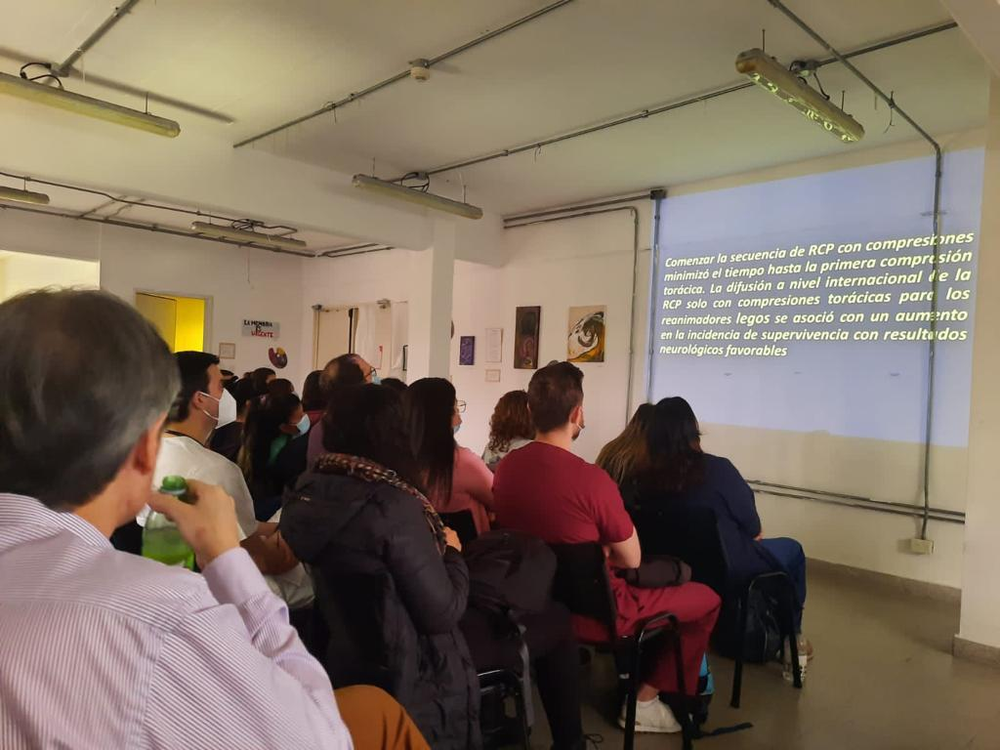 LA MEMORIA
ES
URGENTE
Comenzar la secuencia de RCP con compresiones
minimizó el tiempo hasta la primera compresión
torácica. La difusión a nivel internacional de la
RCP solo con compresiones torácicas para los
reanimadores legos se asoció con un aumento
en la incidencia de supervivencia con resultados
neurológicos favorables